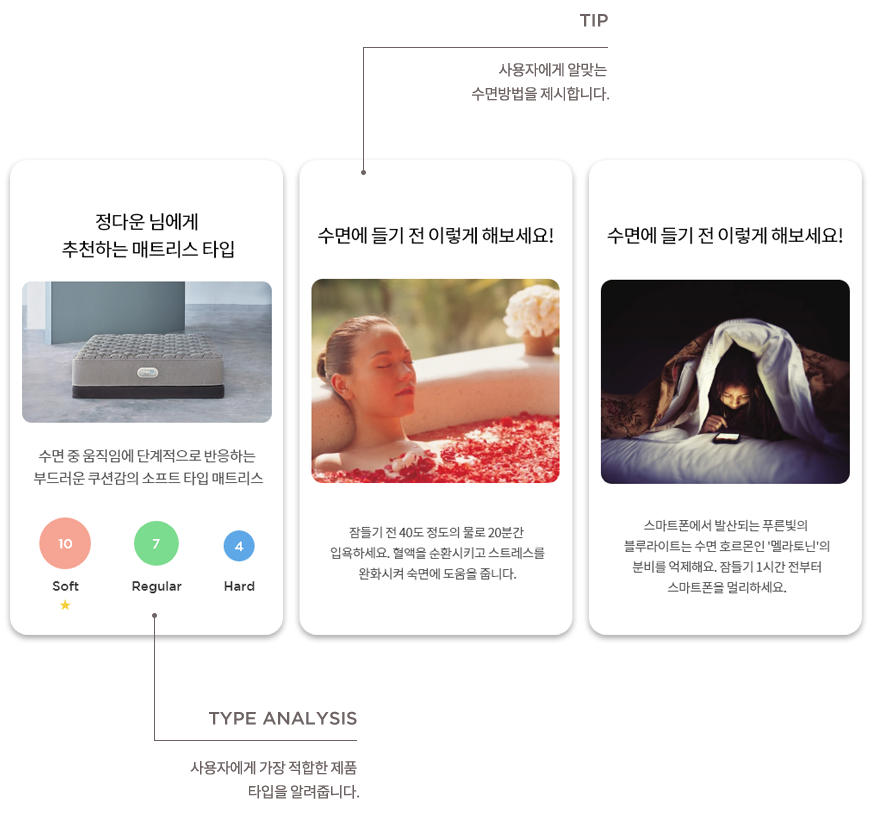 TIP
사용자에게 알맞는
수면방법을 제시합니다.
정다운 님에게
추천하는 매트리스 타입
수면 중 움직임에 단계적으로 반응하는
부드러운 쿠션감의 소프트 타입 매트리스
10
7
4
Soft
Regular
Hard
수면에 들기 전 이렇게 해보세요!
잠들기 전 40도 정도의 물로 20분간
입욕하세요. 혈액을 순환시키고 스트레스를
완화시켜 숙면에 도움을 줍니다.
수면에 들기 전 이렇게 해보세요!
스마트폰에서 발산되는 푸른빛의
블루라이트는 수면 호르몬인 '멜라토닌'의
분비를 억제해요. 잠들기 1시간 전부터
스마트폰을 멀리하세요.
TYPE ANALYSIS
사용자에게 가장 적합한 제품
타입을 알려줍니다.